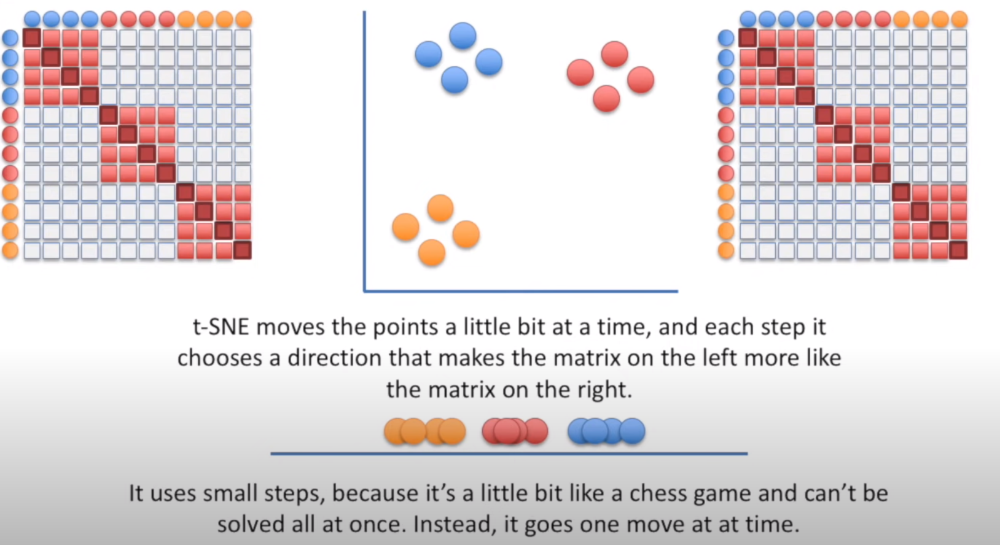 t-SNE moves the points a little bit at a time, and each step it
chooses a direction that makes the matrix on the left more like
the matrix on the right.
It uses small steps, because it’s a little bit like a chess game and can’t be
solved all at once. Instead, it goes one move at at time.